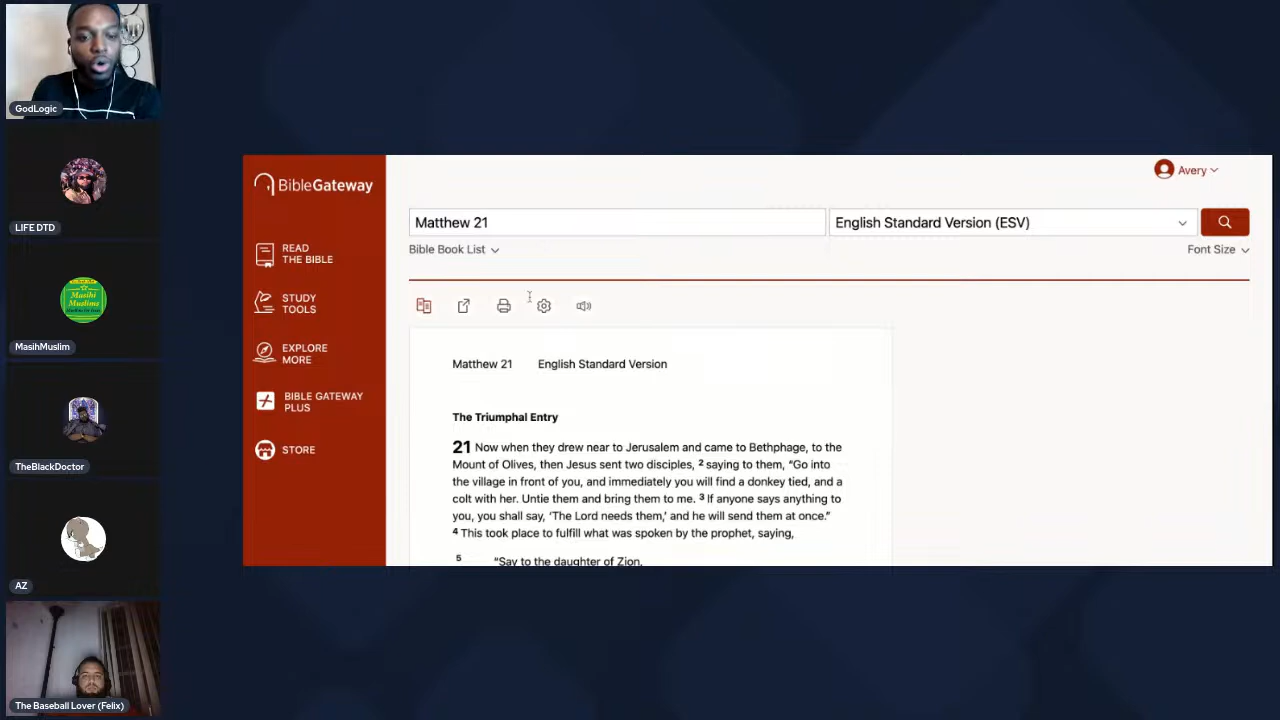 GodLogic
LIFE DTD
Masihi
Muslims
MasihMuslim
TheBlackDoctor
AZ
The Baseball Lover (Felix)
BibleGateway
READ
THE BIBLE
STUDY
TOOLS
EXPLORE
MORE
BIBLE GATEWAY
PLUS
STORE
Avery
Matthew 21
English Standard Version (ESV)
Bible Book List
Font Size
Matthew 21 English Standard Version
The Triumphal Entry
21 Now when they drew near to Jerusalem and came to Bethphage, to the
Mount of Olives, then Jesus sent two disciples, 2 saying to them, “Go into
the village in front of you, and immediately you will find a donkey tied, and a
colt with her. Untie them and bring them to me. 3 If anyone says anything to
you, you shall say, ‘The Lord needs them,’ and he will send them at once.”
4 This took place to fulfill what was spoken by the prophet, saying,
5 “Say to the daughter of Zion,